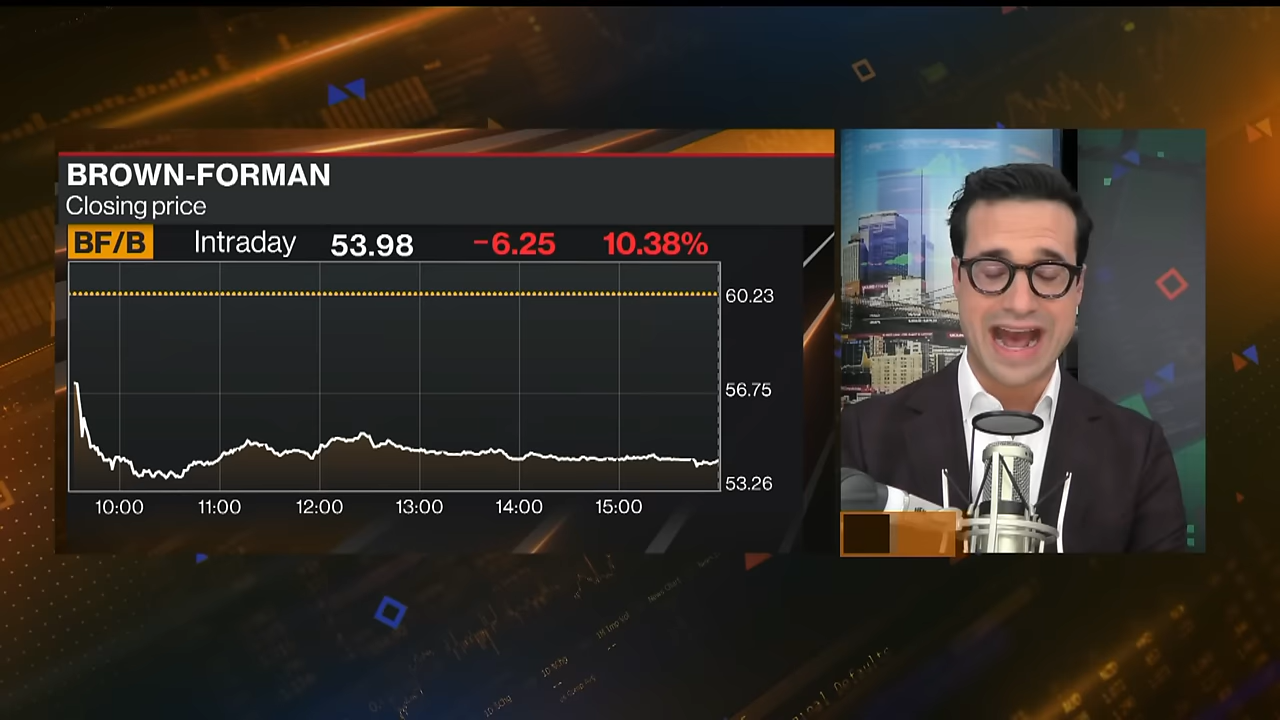 BROWN-FORMAN
Closing price
BF/B Intraday 53.98 −6.25 10.38%
60.23
56.75
53.26
10:00 11:00 12:00 13:00 14:00 15:00